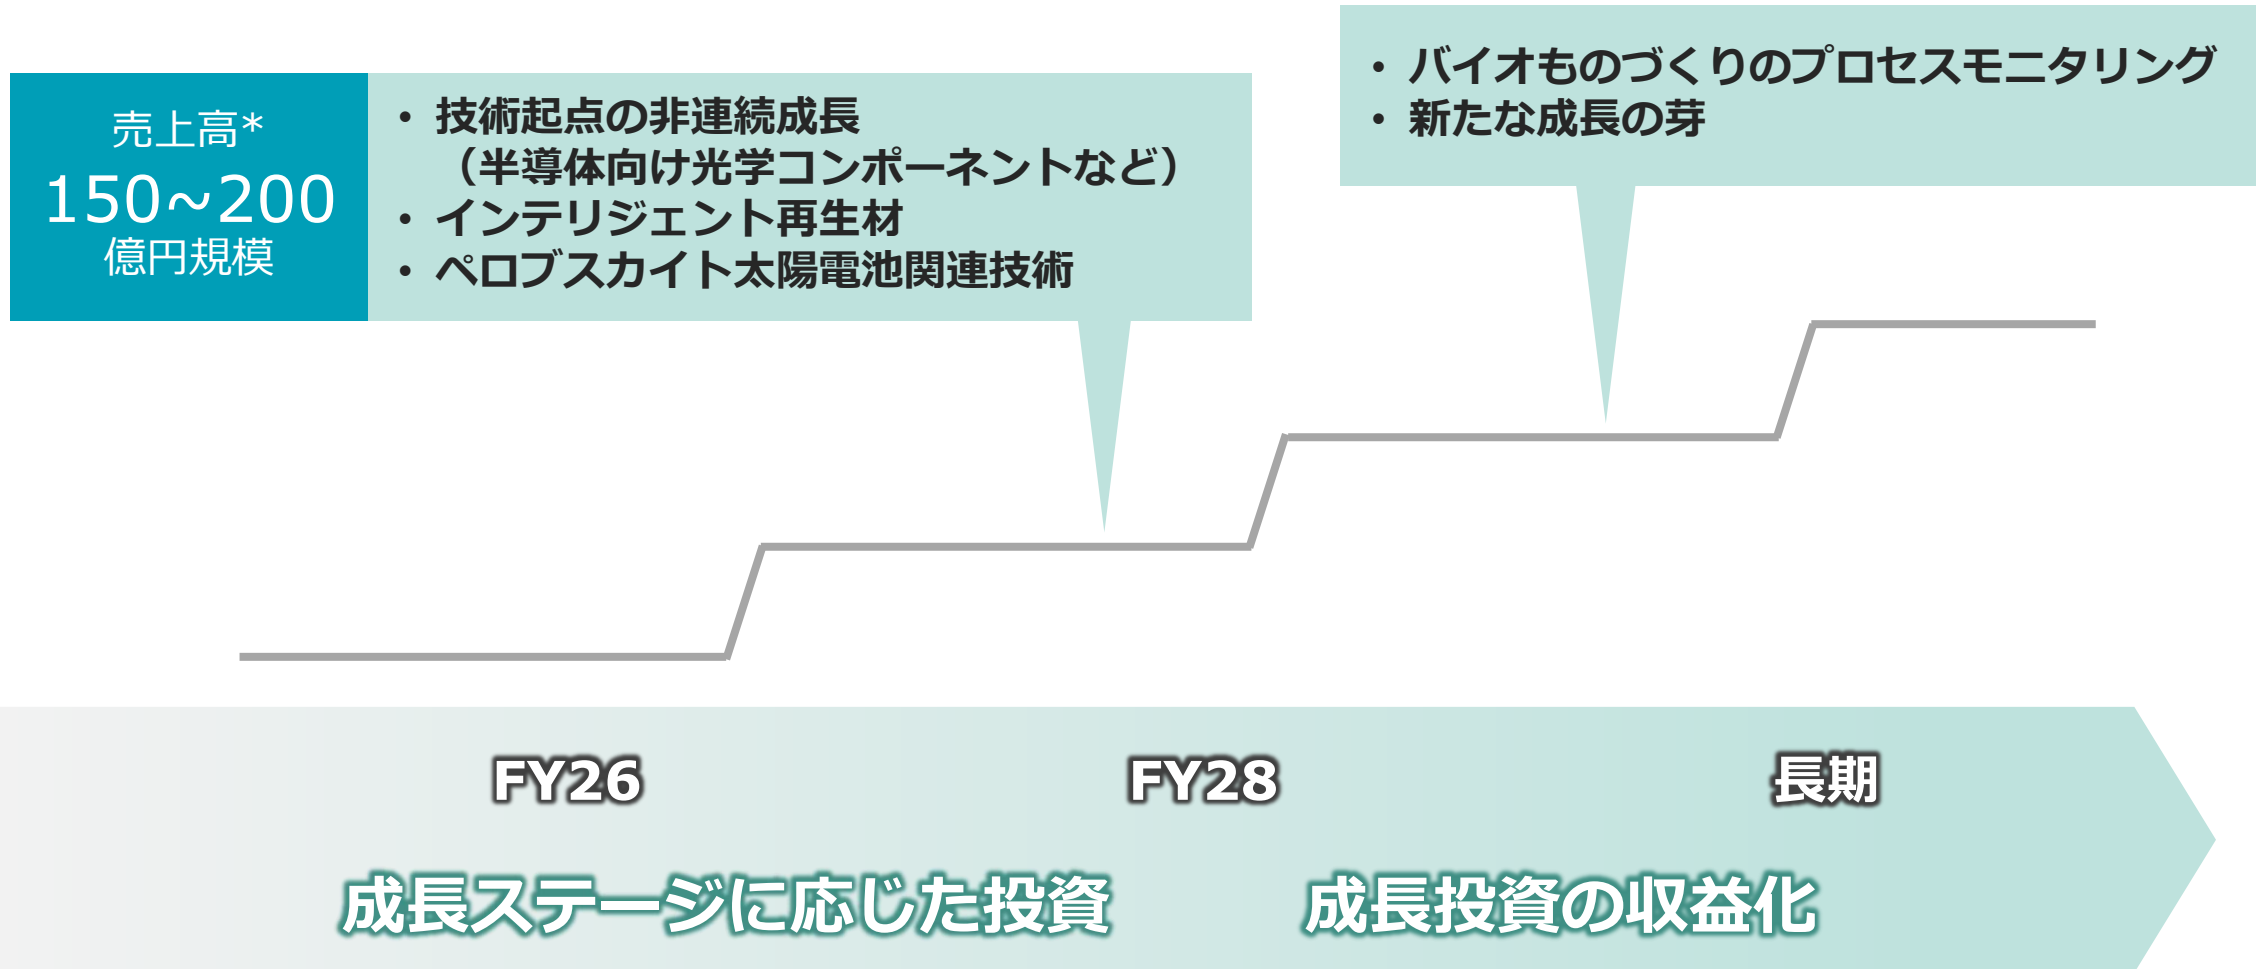 売上高*
150~200
億円規模
• 技術起点の非連続成長
（半導体向け光学コンポーネントなど）
• インテリジェント再生材
• ペロブスカイト太陽電池関連技術
• バイオものづくりのプロセスモニタリング
• 新たな成長の芽
FY26
FY28
長期
成長ステージに応じた投資
成長投資の収益化